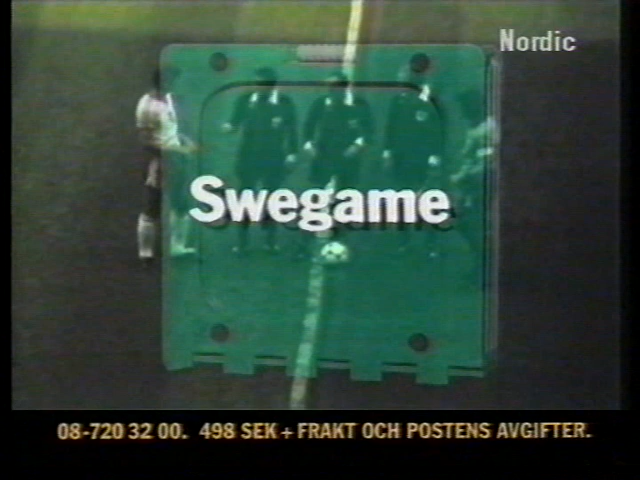 Nordic
Swegame
08-720 32 00. 498 SEK + FRAKT OCH POSTENS AVGIFTER.